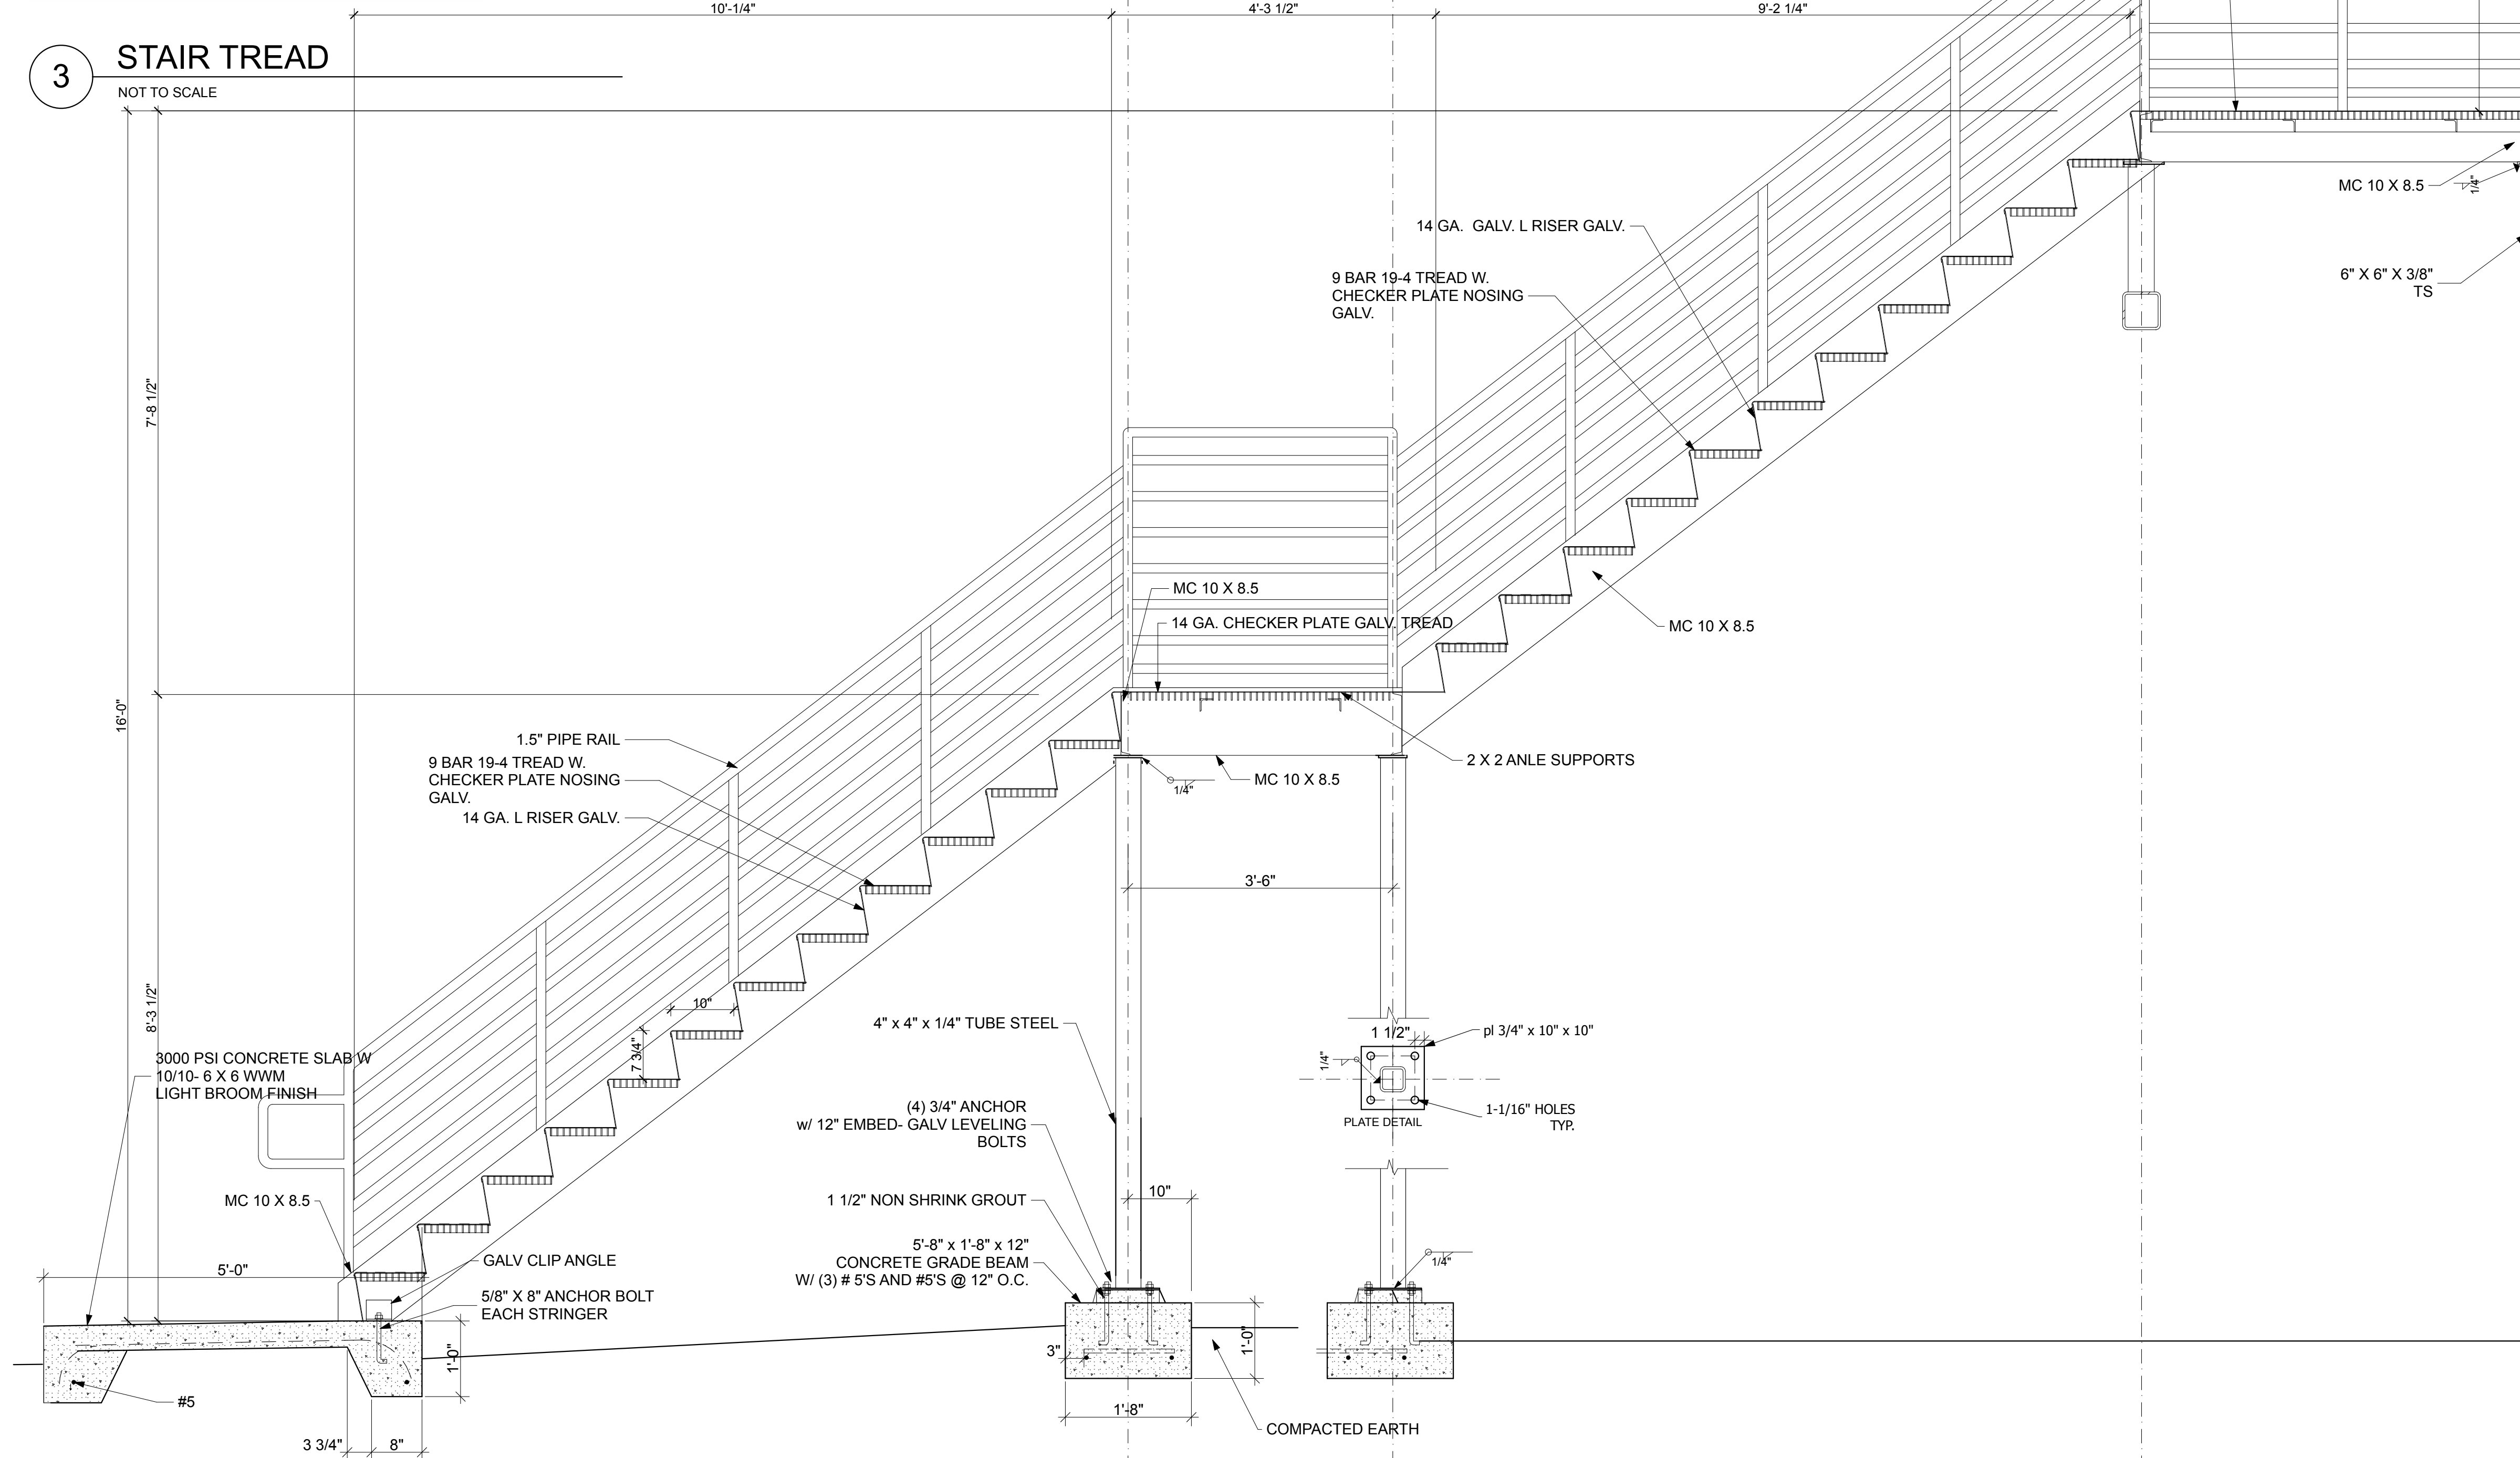 10'-1/4"
4'-3 1/2"
9'-2 1/4"
3
STAIR TREAD
NOT TO SCALE
7'-8 1/2"
16'-0"
8'-3 1/2"
MC 10 X 8.5
1/4"
6" X 6" X 3/8"
TS
14 GA.  GALV. L RISER GALV.
9 BAR 19-4 TREAD W.
CHECKER PLATE NOSING
GALV.
MC 10 X 8.5
14 GA. CHECKER PLATE GALV. TREAD
MC 10 X 8.5
1.5" PIPE RAIL
9 BAR 19-4 TREAD W.
CHECKER PLATE NOSING
GALV.
14 GA. L RISER GALV.
2 X 2 ANLE SUPPORTS
MC 10 X 8.5
1/4"
3'-6"
10"
7 3/4"
4" x 4" x 1/4" TUBE STEEL
1 1/2"
pl 3/4" x 10" x 10"
1/4"
1-1/16" HOLES
TYP.
PLATE DETAIL
3000 PSI CONCRETE SLAB W
10/10- 6 X 6 WWM
LIGHT BROOM FINISH
(4) 3/4" ANCHOR
w/ 12" EMBED- GALV LEVELING
BOLTS
MC 10 X 8.5
1 1/2" NON SHRINK GROUT
10"
5'-8" x 1'-8" x 12"
CONCRETE GRADE BEAM
W/ (3) # 5'S AND #5'S @ 12" O.C.
1/4"
5'-0"
GALV CLIP ANGLE
5/8" X 8" ANCHOR BOLT
EACH STRINGER
1'-0"
3"
1'-0"
#5
1'-8"
COMPACTED EARTH
3 3/4"
8"